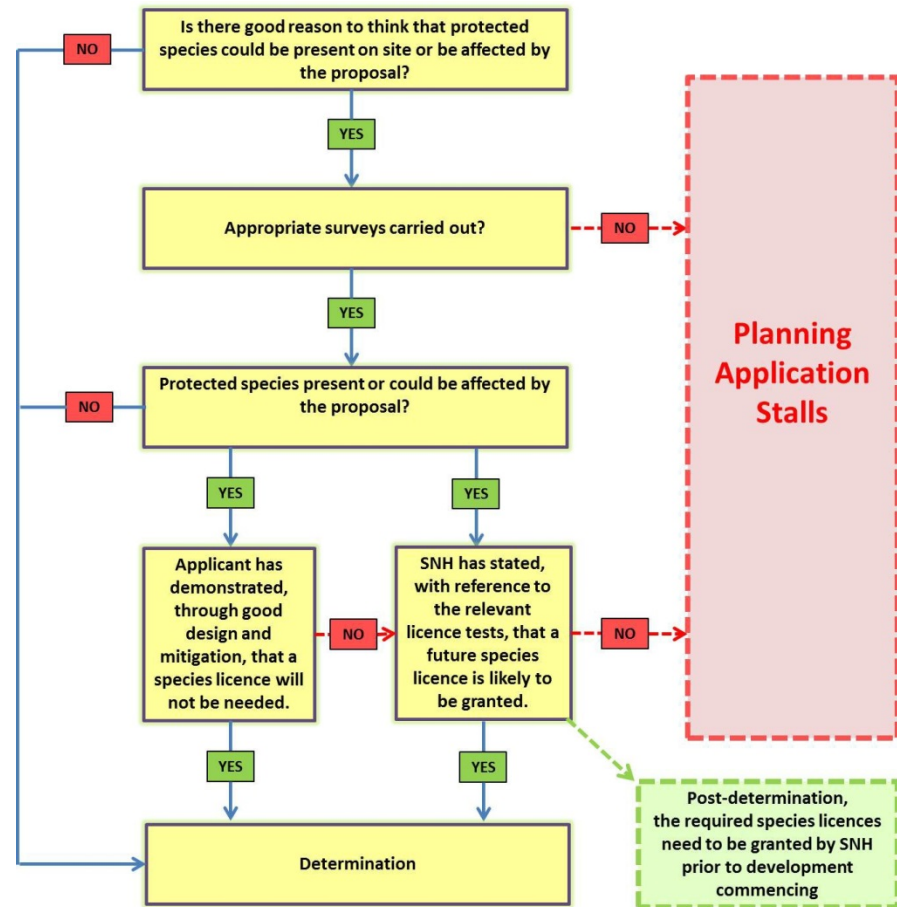 Is there good reason to think that protected
species could be present on site or be affected
by the proposal?
NO
YES
Appropriate surveys carried out?
NO
YES
Planning
Application
Stalls
Protected species present or could be affected by
the proposal?
NO
YES
YES
Applicant has
demonstrated,
through good
design and
mitigation, that a
species licence will
not be needed.
NO
SNH has stated,
with reference to
the relevant
licence tests, that a
future species
licence is likely to
be granted.
NO
YES
YES
Post-determination,
the required species licences
need to be granted by SNH
prior to development
commencing
Determination